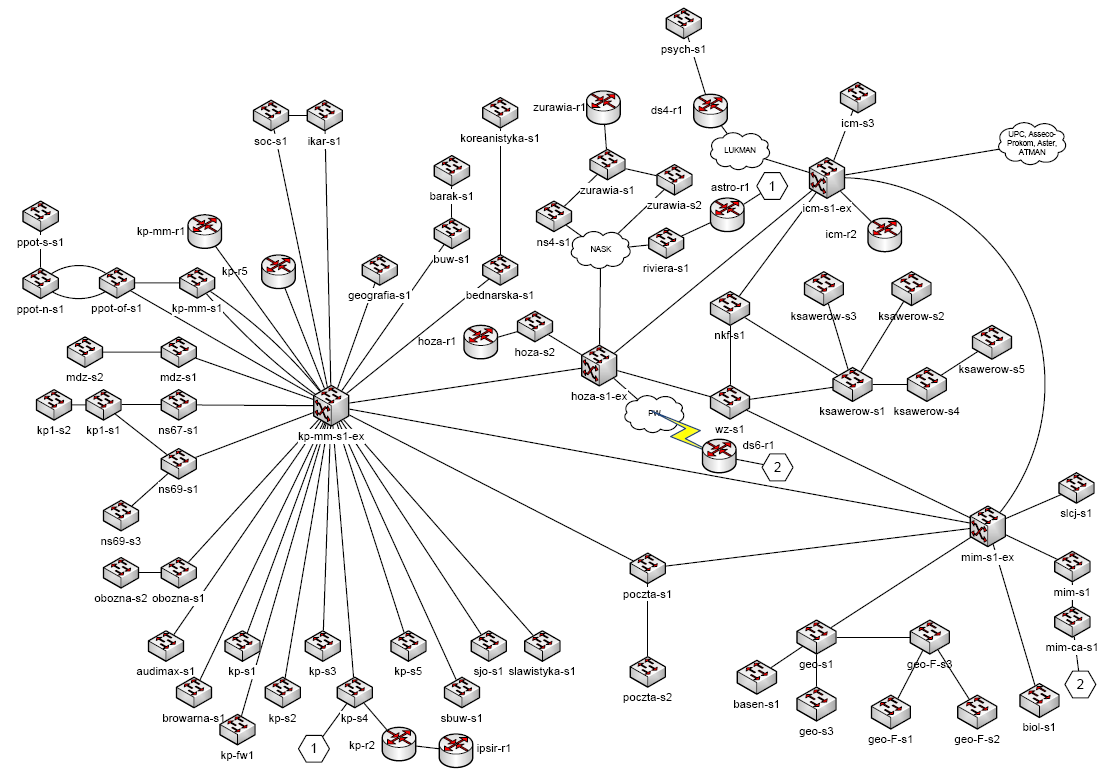 psych-s1
zurawia-r1
ds4-r1
icm-s3
soc-s1
ikar-s1
koreanistyka-s1
LUKMAN
UPC, Asseco-
Prokom, Aster,
ATMAN
barak-s1
zurawia-s1
zurawia-s2
astro-r1
1
icm-s1-ex
ppot-s-s1
kp-mm-r1
ns4-s1
NASK
riviera-s1
icm-r2
kp-r5
buw-s1
geografia-s1
bednarska-s1
ppot-n-s1
ppot-of-s1
kp-mm-s1
ksawerow-s3
ksawerow-s2
nkf-s1
hoza-r1
hoza-s2
mdz-s2
mdz-s1
ksawerow-s5
hoza-s1-ex
ksawerow-s1
ksawerow-s4
kp1-s2
kp1-s1
ns67-s1
kp-mm-s1-ex
PW
wz-s1
ds6-r1
2
ns69-s1
slcj-s1
ns69-s3
mim-s1-ex
obozna-s2
obozna-s1
poczta-s1
mim-s1
mim-ca-s1
audimax-s1
kp-s1
kp-s3
kp-s5
sjo-s1
slawistyka-s1
geo-s1
geo-F-s3
2
browarna-s1
kp-s2
kp-s4
sbuw-s1
poczta-s2
basen-s1
geo-s3
geo-F-s1
geo-F-s2
biol-s1
kp-fw1
1
kp-r2
ipsir-r1